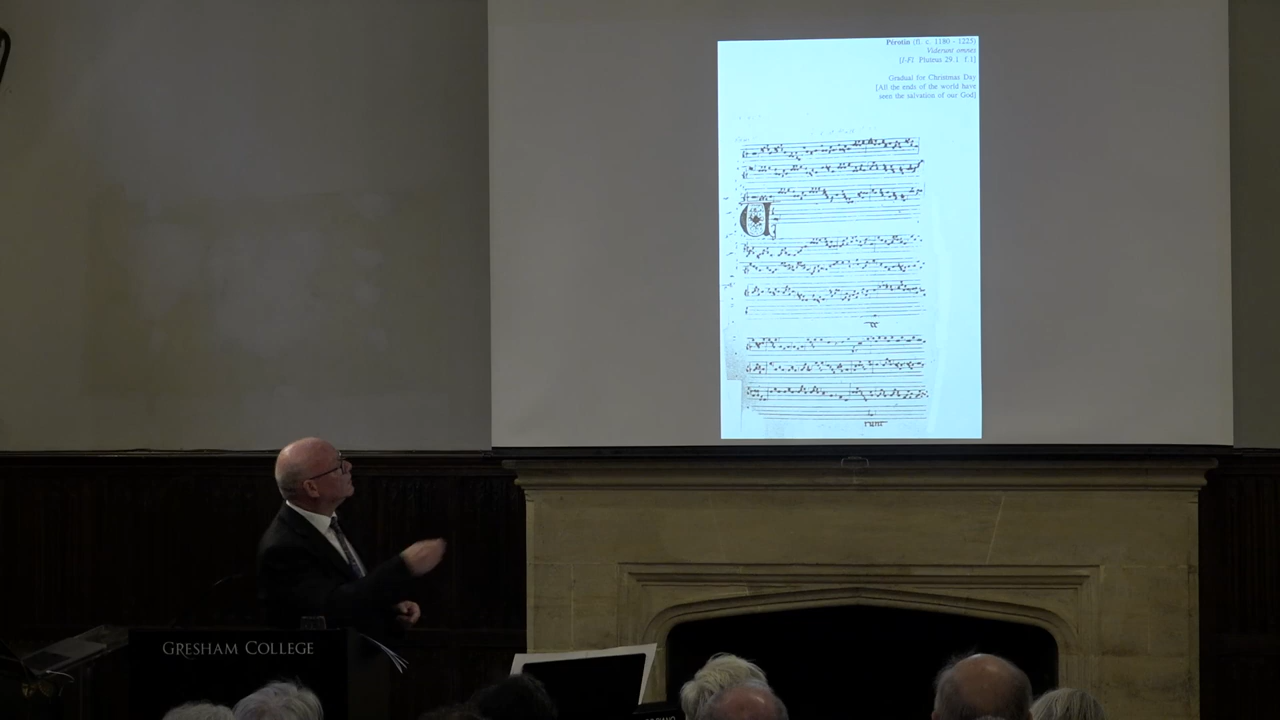 Pérotin (fl. c. 1180 - 1225)
Viderunt omnes
[I-Fl Pluteus 29.1 f.1]
Gradual for Christmas Day
[All the ends of the world have
seen the salvation of our God]
GRESHAM COLLEGE